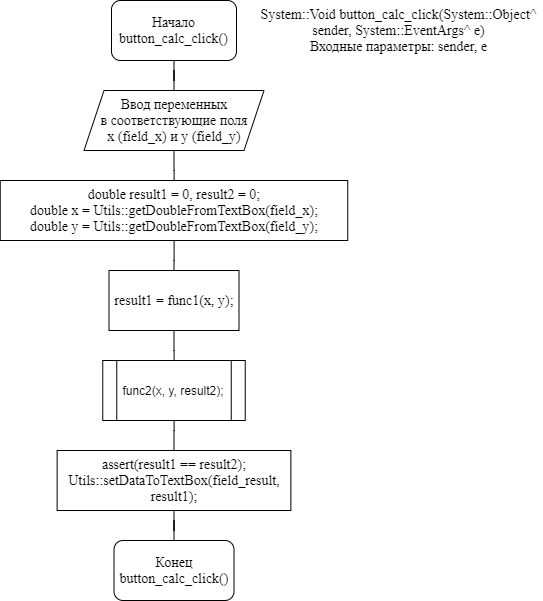 Начало
button_calc_click()
System::Void button_calc_click(System::Object^
sender, System::EventArgs^ e)
Входные параметры: sender, e
Ввод переменных
в соответствующие поля
x (field_x) и y (field_y)
double result1 = 0, result2 = 0;
double x = Utils::getDoubleFromTextBox(field_x);
double y = Utils::getDoubleFromTextBox(field_y);
result1 = func1(x, y);
func2(x, y, result2);
assert(result1 == result2);
Utils::setDataToTextBox(field_result,
result1);
Конец
button_calc_click()